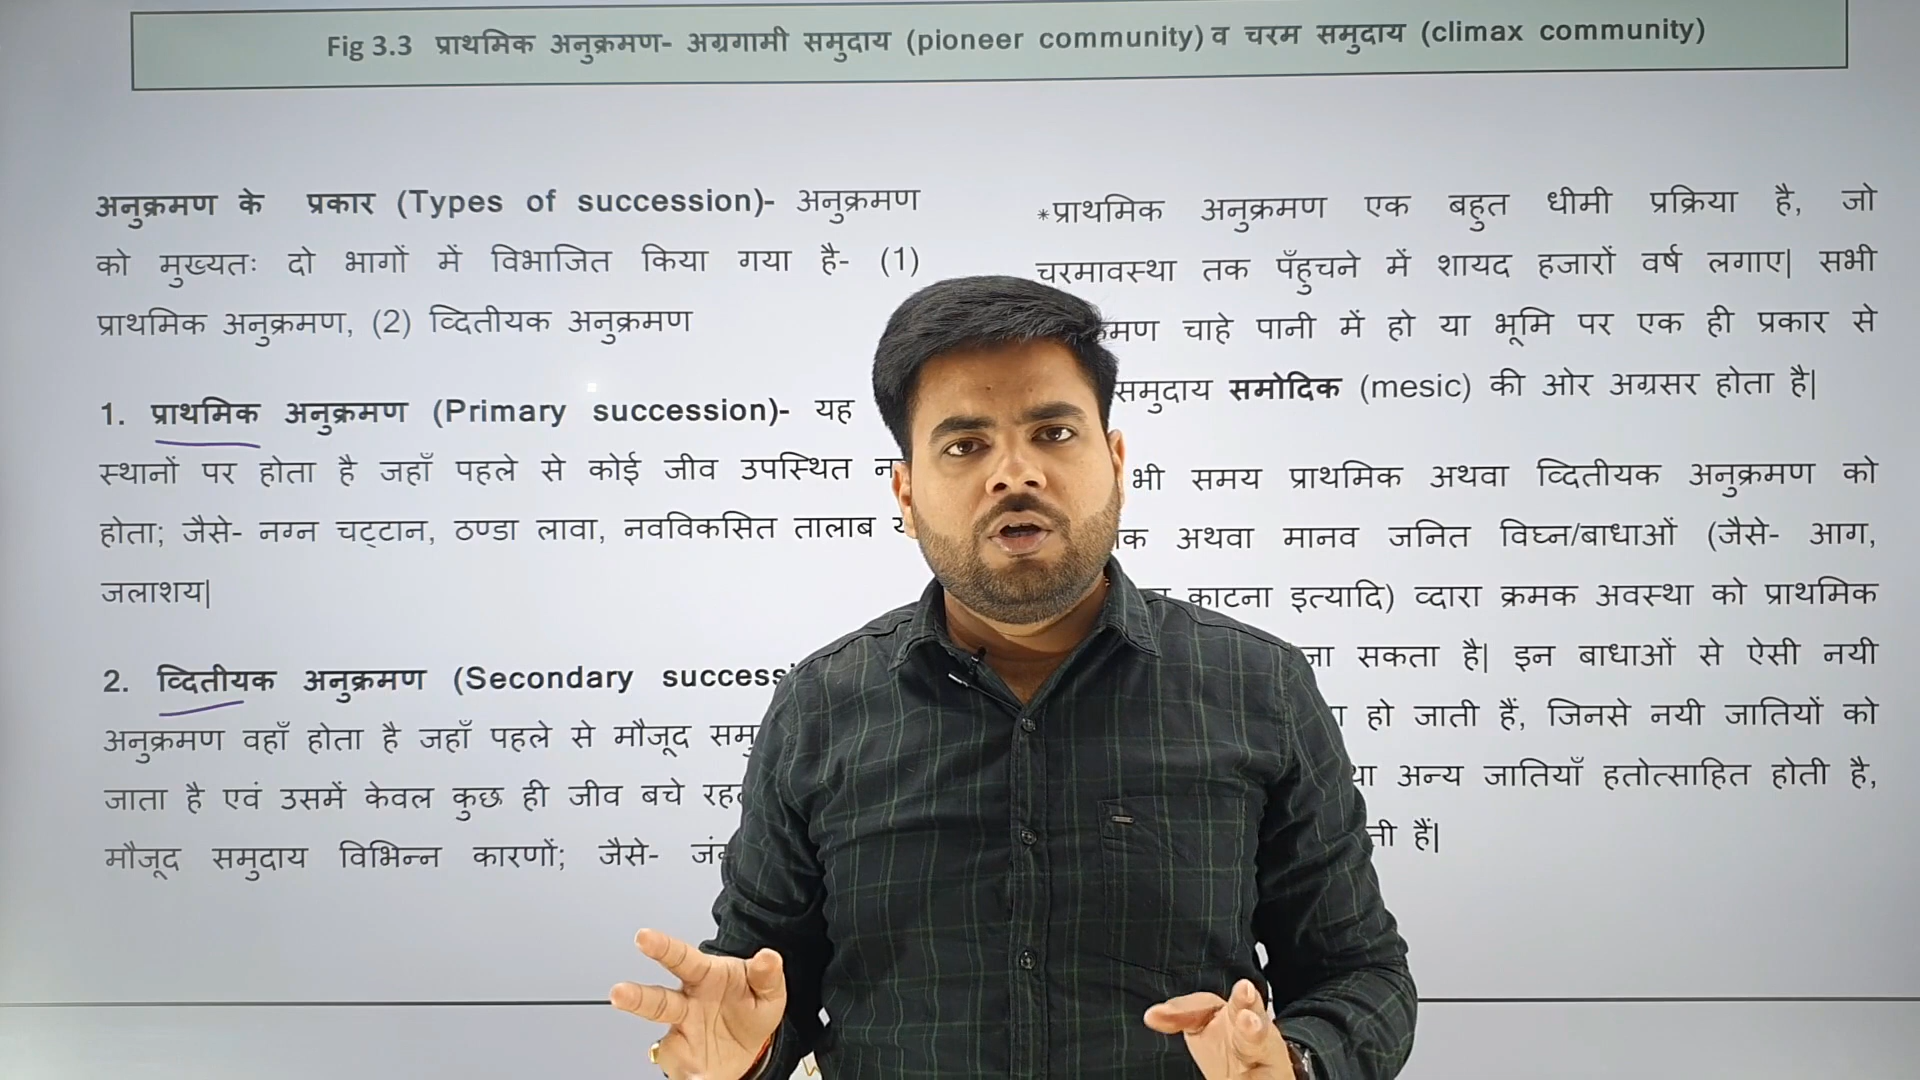 Fig 3.3 प्राथमिक अनुक्रमण- अग्रगामी समुदाय (pioneer community) व चरम समुदाय (climax community)
अनुक्रमण के प्रकार (Types of succession)- अनुक्रमण
को मुख्यतः दो भागों में विभाजित किया गया है- (1)
प्राथमिक अनुक्रमण, (2) व्दितीयक अनुक्रमण
1. प्राथमिक अनुक्रमण (Primary succession)- यह
स्थानों पर होता है जहाँ पहले से कोई जीव उपस्थित
होता; जैसे- नग्न चट्टान, ठण्डा लावा, नवविकसित तालाब
जलाशय|
2. व्दितीयक अनुक्रमण (Secondary success
अनुक्रमण वहाँ होता है जहाँ पहले से मौजूद
जाता है एवं उसमें केवल कुछ ही जीव बचे
मौजूद समुदाय विभिन्न कारणों; जैसे-
*प्राथमिक अनुक्रमण एक बहुत धीमी प्रक्रिया है, जो
चरमावस्था तक पँहुचने में शायद हजारों वर्ष लगाए| सभी
चाहे पानी में हो या भूमि पर एक ही प्रकार से
समुदाय समोदिक (mesic) की ओर अग्रसर होता है|
भी समय प्राथमिक अथवा व्दितीयक अनुक्रमण को
अथवा मानव जनित विघ्न/बाधाओं (जैसे- आग,
काटना इत्यादि) व्दारा क्रमक अवस्था को प्राथमिक
जा सकता है| इन बाधाओं से ऐसी नयी
हो जाती हैं, जिनसे नयी जातियों को
अन्य जातियाँ हतोत्साहित होती है,
हैं|